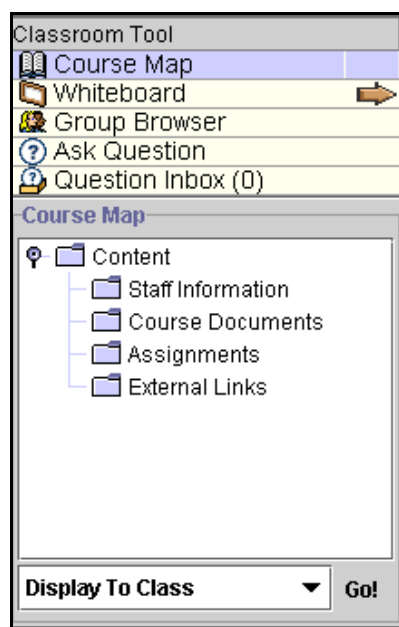 Classroom Tool
Course Map
Whiteboard
Group Browser
Ask Question
Question Inbox (0)
Course Map
Content
Staff Information
Course Documents
Assignments
External Links
Display To Class Go!